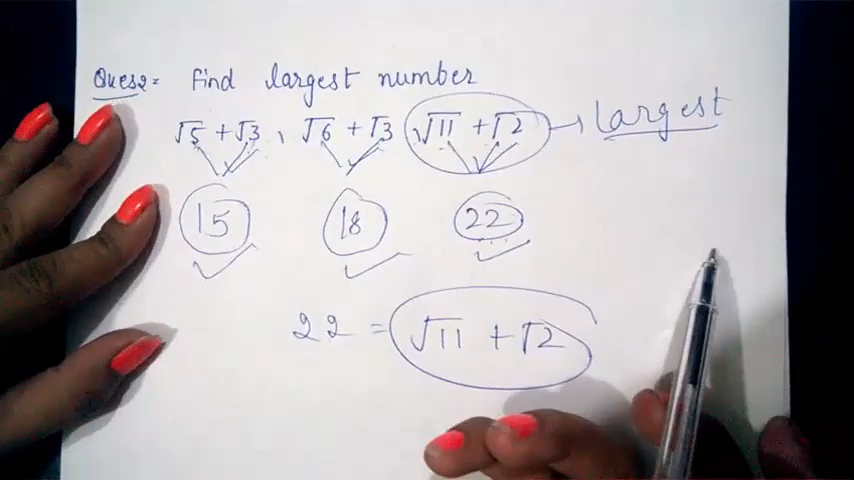 Ques2= find largest number
√5 + √3 , √6 + √3 , √11 + √2 → largest
15 18 22
22 = √11 + √2